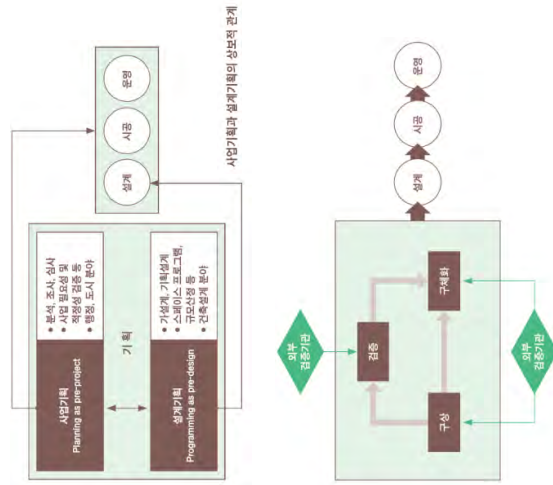 사업기획
Planning as pre-project
• 분석, 조사, 심사
• 사업 필요성 및
적정성 검증 등
• 행정, 도시 분야
기획
설계기획
Programming as pre-design
• 가설계, 기획설계
• 스페이스 프로그램,
규모산정 등
• 건축설계 분야
설계
시공
운영
사업기획과 설계기획의 상보적 관계
외부
검증기관
검증
구상
구체화
외부
검증기관
설계
시공
운영